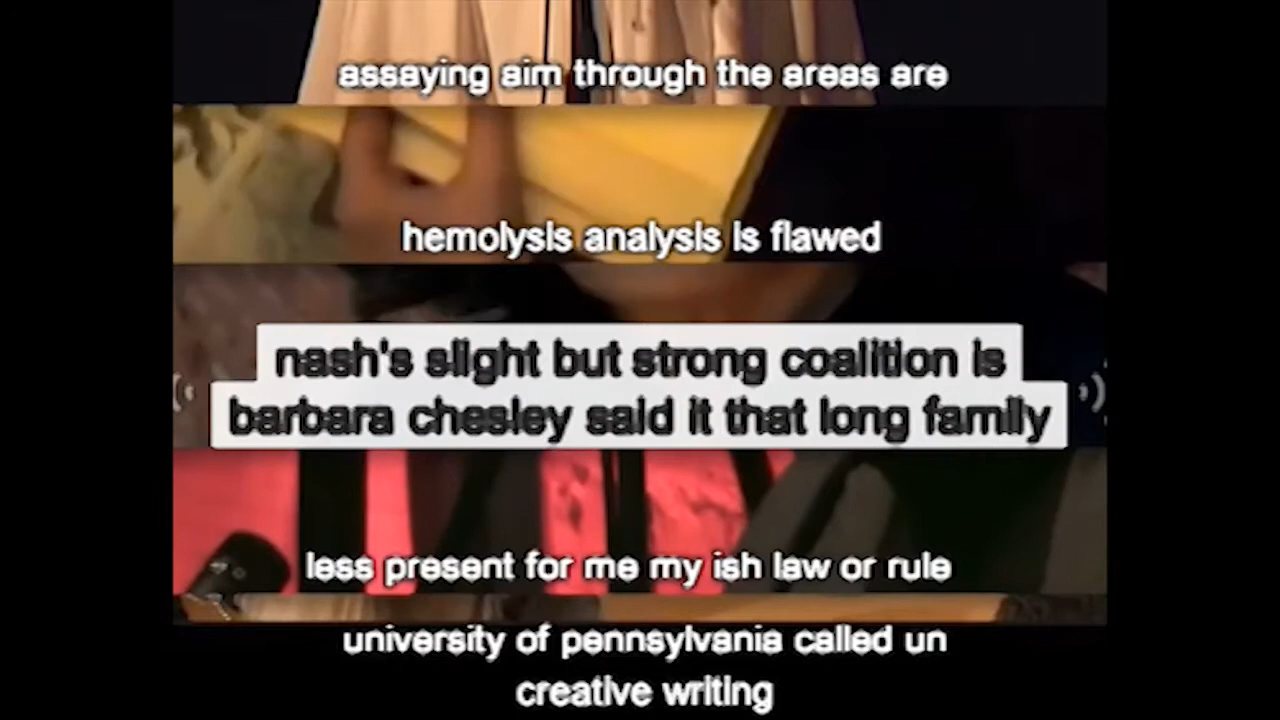 assaying aim through the areas are
hemolysis analysis is flawed
nash's slight but strong coalition is
barbara chesley said it that long family
less present for me my ish law or rule
university of pennsylvania called un
creative writing